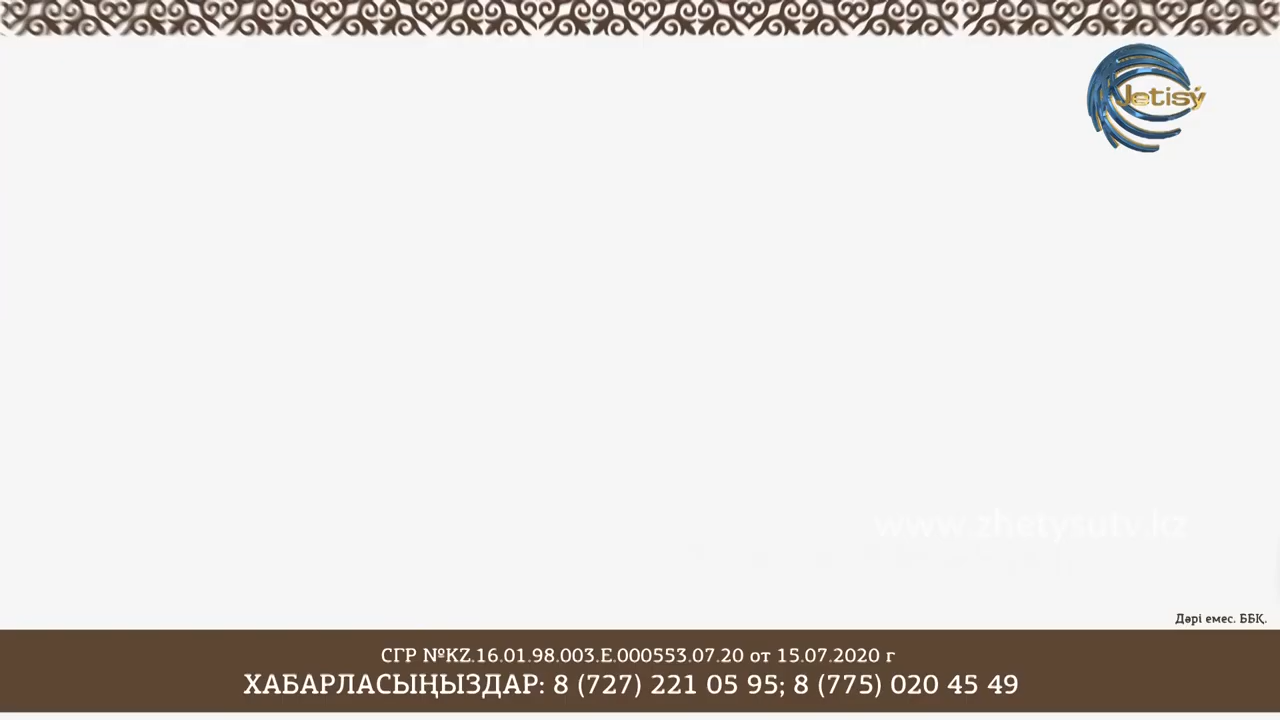 Jetisý
www.zhetysutv.kz
Дәрі емес. ББҚ.
СГР №KZ.16.01.98.003.E.000553.07.20 от 15.07.2020 г
ХАБАРЛАСЫҢЫЗДАР: 8 (727) 221 05 95; 8 (775) 020 45 49